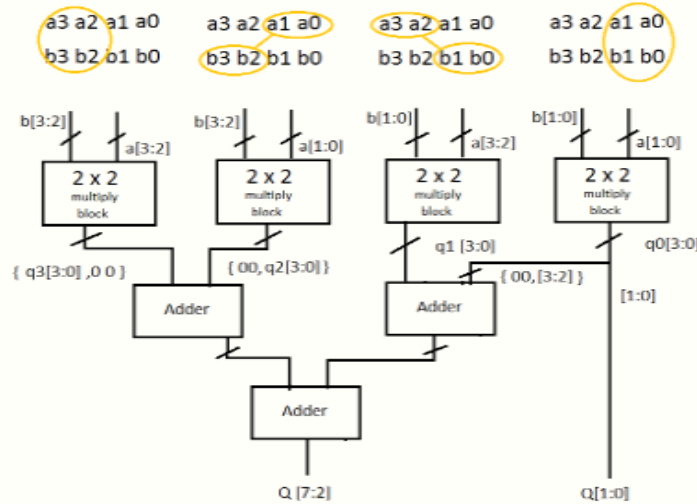 a3 a2 a1 a0 a3 a2 a1 a0 a3 a2 a1 a0 a3 a2 a1 a0
b3 b2 b1 b0 b3 b2 b1 b0 b3 b2 b1 b0 b3 b2 b1 b0
b[3:2] a[3:2] b[3:2] a[1:0] b[1:0] a[3:2] b[1:0] a[1:0]
2 x 2 2 x 2 2 x 2 2 x 2
multiply multiply multiply multiply
block block block block
{ q3[3:0] ,0 0 } { 00, q2[3:0] } q1 [3:0] q0[3:0]
{ 00, [3:2] }
Adder Adder [1:0]
Adder
Q [7:2] Q[1:0]